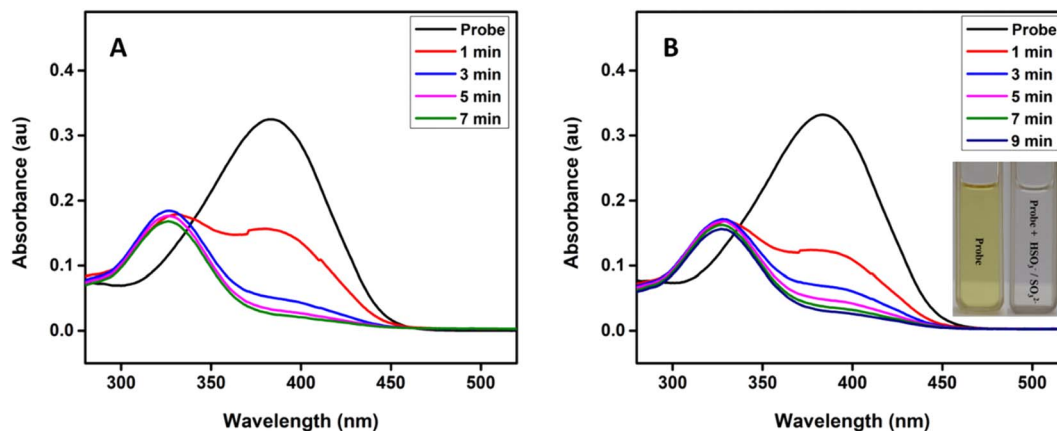 A
Probe
1 min
3 min
5 min
7 min
0.4
0.3
0.2
0.1
0.0
Absorbance (au)
300
350
400
450
500
Wavelength (nm)
B
Probe
1 min
3 min
5 min
7 min
9 min
0.4
0.3
0.2
0.1
0.0
Absorbance (au)
Probe
Probe + HSO₃⁻/SO₃²⁻
300
350
400
450
500
Wavelength (nm)